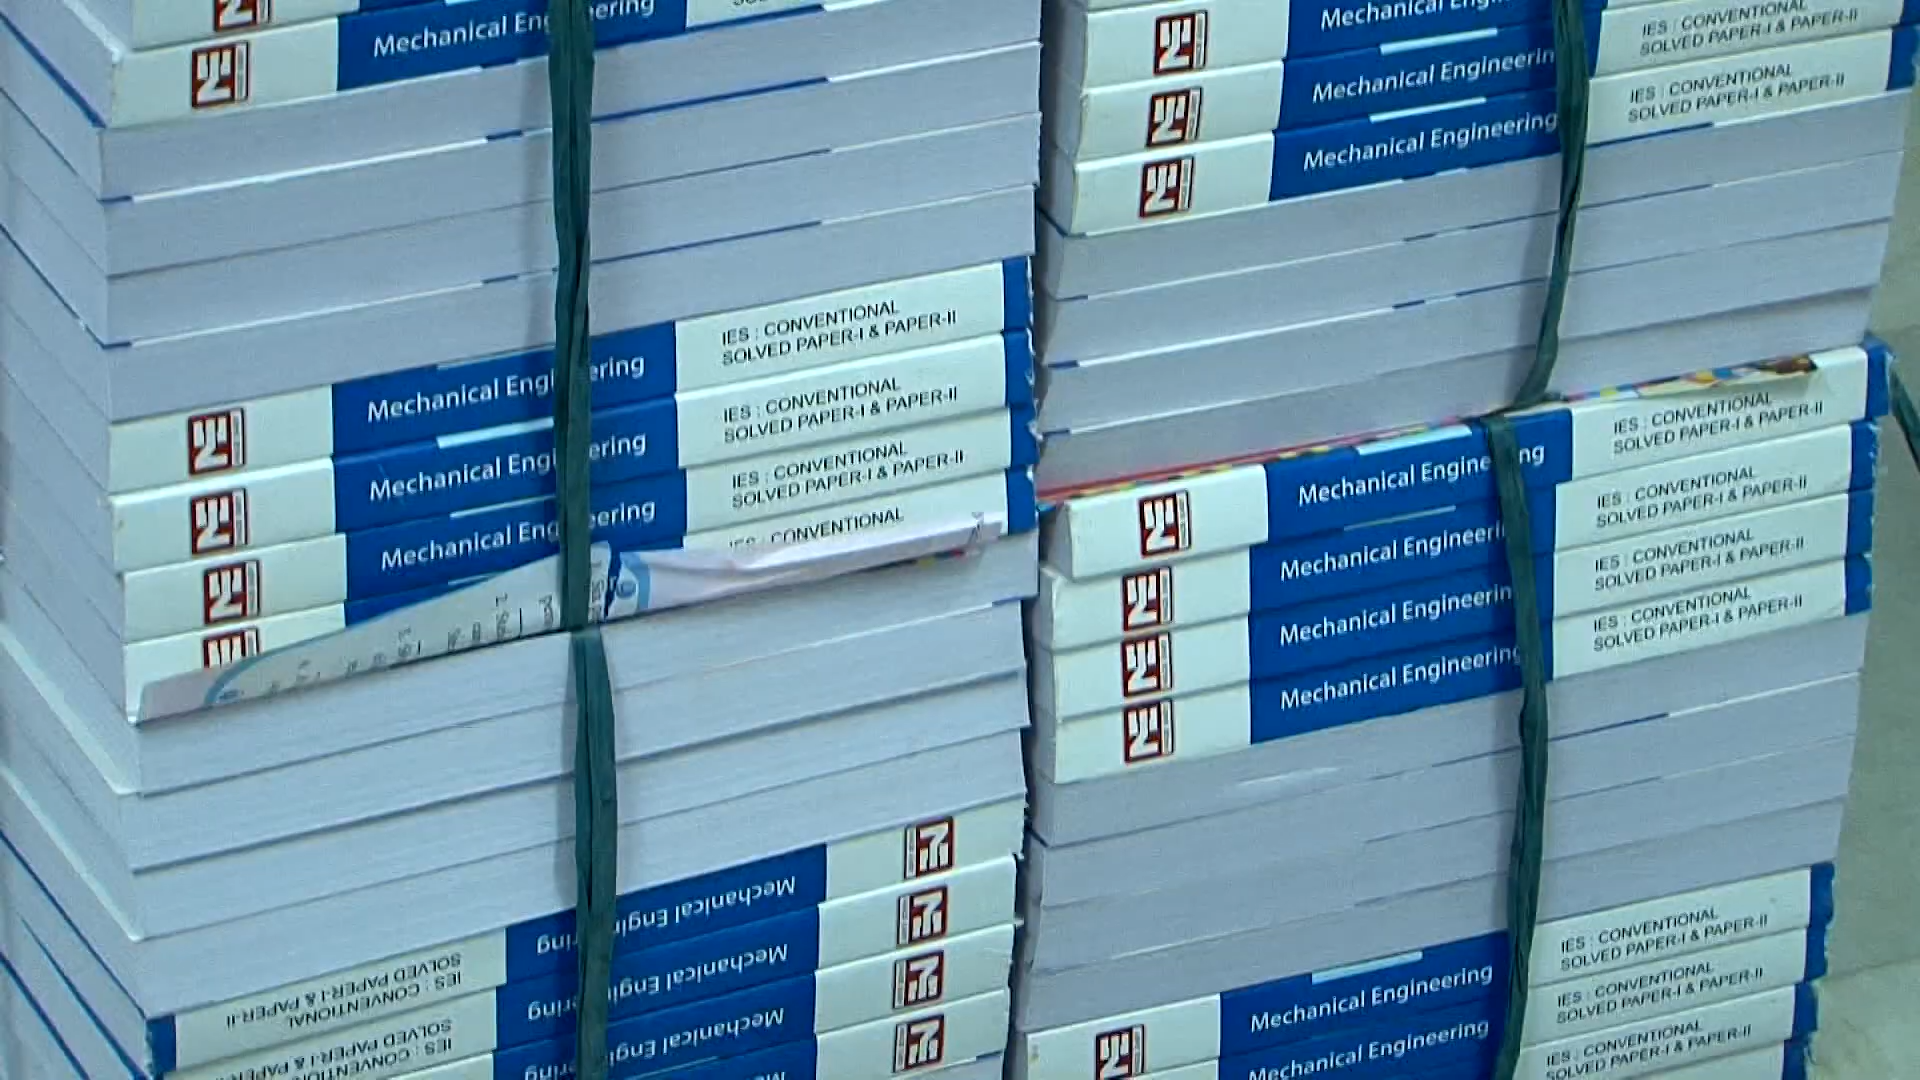 Mechanical Engineering
Mechanical Engineering
IES : CONVENTIONAL
SOLVED PAPER-I & PAPER-II
Mechanical Engineering
IES : CONVENTIONAL
SOLVED PAPER-I & PAPER-II
Mechanical Engineering
Mechanical Engineering
IES : CONVENTIONAL
SOLVED PAPER-I & PAPER-II
Mechanical Engineering
IES : CONVENTIONAL
SOLVED PAPER-I & PAPER-II
Mechanical Engineering
IES : CONVENTIONAL
SOLVED PAPER-I & PAPER-II
IES : CONVENTIONAL
Mechanical Engineering
IES : CONVENTIONAL
SOLVED PAPER-I & PAPER-II
Mechanical Engineering
IES : CONVENTIONAL
SOLVED PAPER-I & PAPER-II
Mechanical Engineering
IES : CONVENTIONAL
SOLVED PAPER-I & PAPER-II
Mechanical Engineering
IES : CONVENTIONAL
SOLVED PAPER-I & PAPER-II
Mechanical Engineering
IES : CONVENTIONAL
SOLVED PAPER-I & PAPER-II
Mechanical Engineering
IES : CONVENTIONAL
SOLVED PAPER-I & PAPER-II
Mechanical Engineering
Mechanical Engineering
IES : CONVENTIONAL
SOLVED PAPER-I & PAPER-II
Mechanical Engineering
IES : CONVENTIONAL
SOLVED PAPER-I & PAPER-II
IES : CONVENTIONAL
SOLVED PAPER-I & PAPER-II